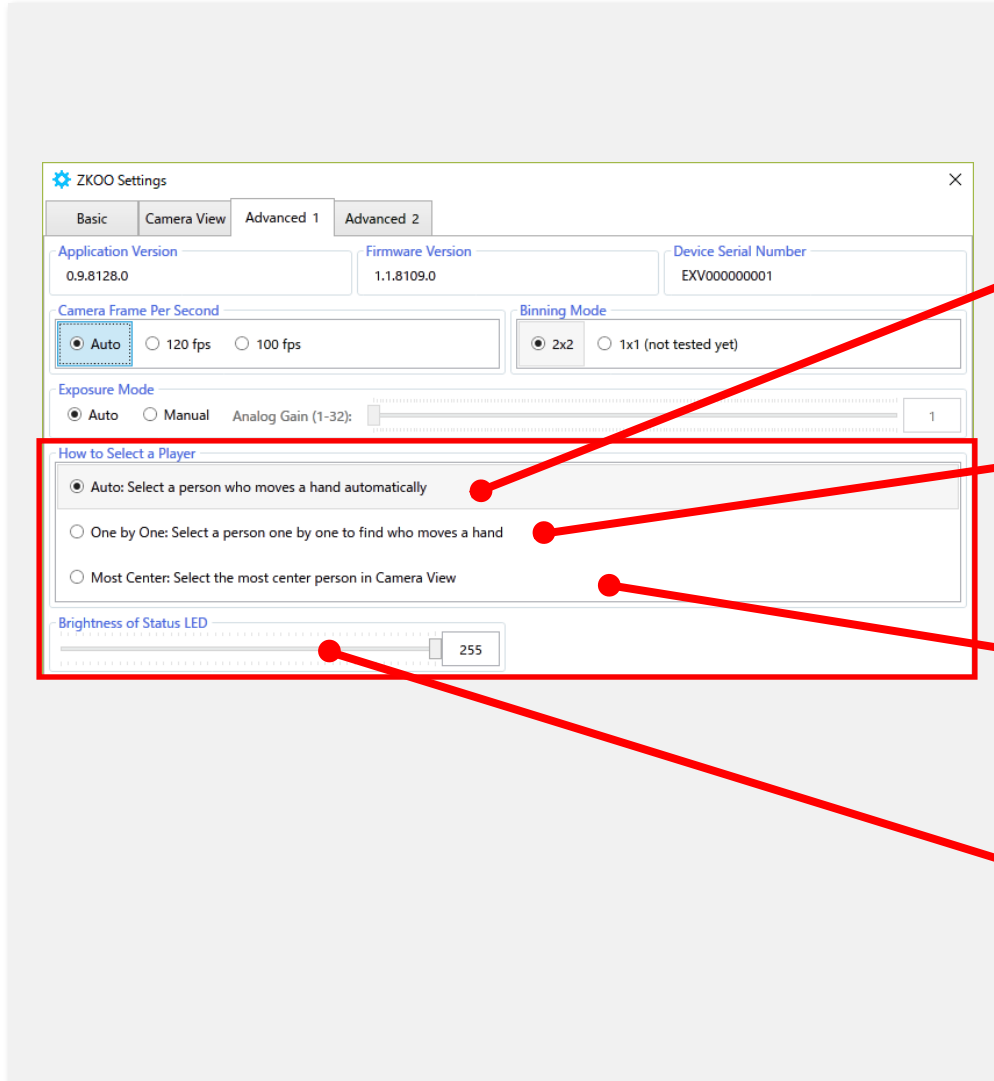 ZKOO Settings
Basic Camera View Advanced 1 Advanced 2
Application Version Firmware Version Device Serial Number
0.9.8128.0 1.1.8109.0 EXV000000001
Camera Frame Per Second Binning Mode
Auto 120 fps 100 fps 2x2 1x1 (not tested yet)
Exposure Mode
Auto Manual Analog Gain (1-32): 1
How to Select a Player
Auto: Select a person who moves a hand automatically
One by One: Select a person one by one to find who moves a hand
Most Center: Select the most center person in Camera View
Brightness of Status LED
255